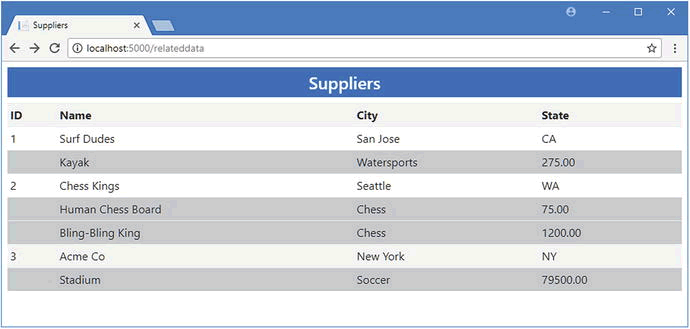 Suppliers
localhost:5000/relateddata
Suppliers
ID Name City State
1 Surf Dudes San Jose CA
Kayak Watersports 275.00
2 Chess Kings Seattle WA
Human Chess Board Chess 75.00
Bling-Bling King Chess 1200.00
3 Acme Co New York NY
Stadium Soccer 79500.00